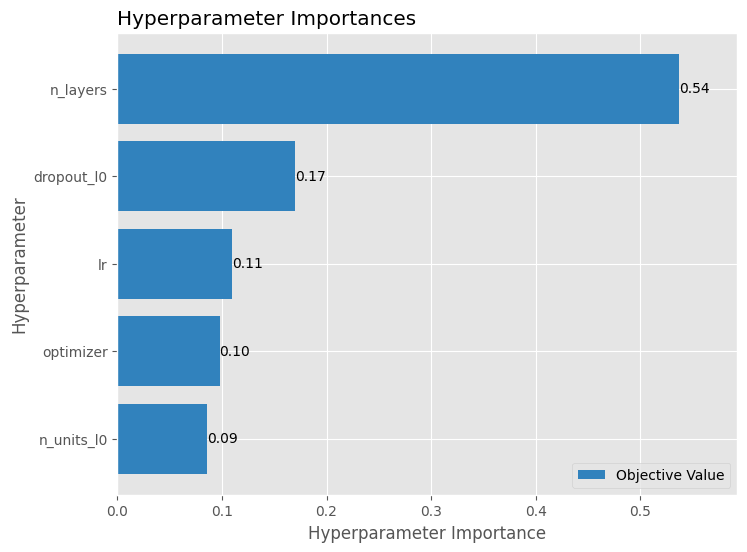 Hyperparameter Importances
Hyperparameter
n_layers
0.54
dropout_l0
0.17
lr
0.11
optimizer
0.10
n_units_l0
0.09
Objective Value
0.0 0.1 0.2 0.3 0.4 0.5
Hyperparameter Importance